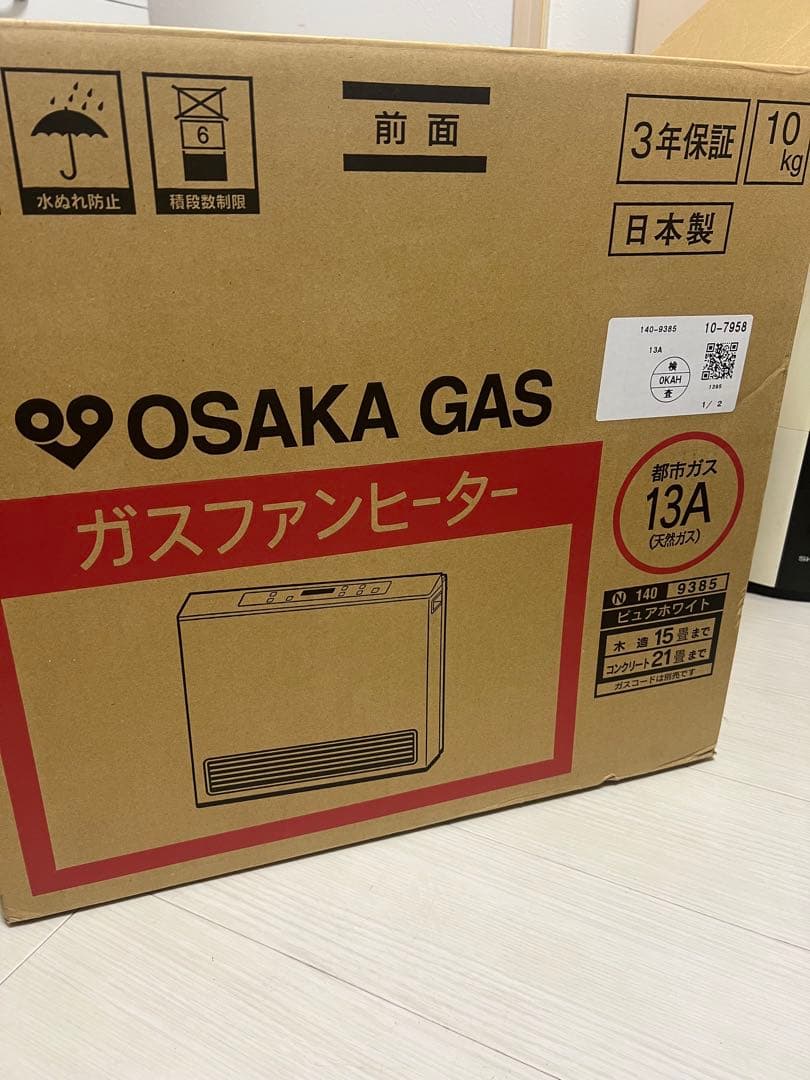 水ぬれ防止
6
積段数制限
前面
3年保証
10
kg
日本製
140-9385
10-7958
13A
検
OKAH
査
1395
1/ 2
OSAKA GAS
ガスファンヒーター
都市ガス
13A
(天然ガス)
N 140 9385
ピュアホワイト
木造 15畳まで
コンクリート 21畳まで
ガスコードは別売です